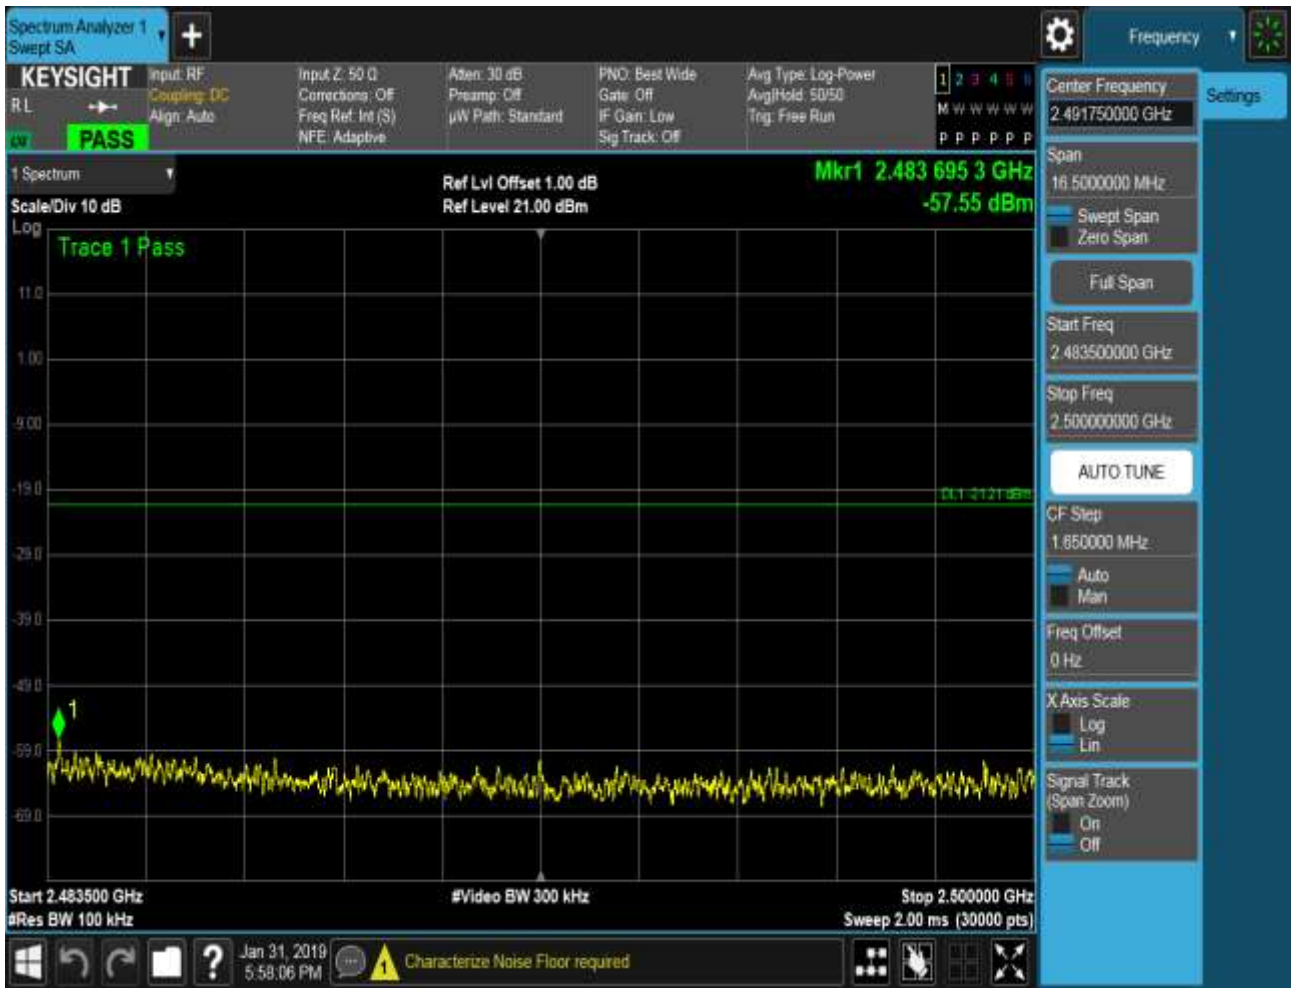 Spectrum Analyzer 1
Swept SA
Frequency
KEYSIGHT
R L
PASS
Input: RF
Coupling: DC
Align: Auto
Input Z: 50 Ω
Corrections: Off
Freq Ref: Int (S)
NFE: Adaptive
Atten: 30 dB
Preamp: Off
µW Path: Standard
PNO: Best Wide
Gate: Off
IF Gain: Low
Sig Track: Off
Avg Type: Log-Power
Avg|Hold: 50/50
Trig: Free Run
1 2 3 4 5 6
M W W W W W
P P P P P P
1 Spectrum
Scale/Div 10 dB
Ref Lvl Offset 1.00 dB
Ref Level 21.00 dBm
Mkr1 2.483 695 3 GHz
-57.55 dBm
Log
Trace 1 Pass
11.0
1.00
-9.00
-19.0
DL1 -21.21 dBm
-29.0
-39.0
-49.0
1
-59.0
-69.0
Start 2.483500 GHz
#Res BW 100 kHz
#Video BW 300 kHz
Stop 2.500000 GHz
Sweep 2.00 ms (30000 pts)
Jan 31, 2019
5:58:06 PM
1
Characterize Noise Floor required
Center Frequency
2.491750000 GHz
Settings
Span
16.5000000 MHz
Swept Span
Zero Span
Full Span
Start Freq
2.483500000 GHz
Stop Freq
2.500000000 GHz
AUTO TUNE
CF Step
1.650000 MHz
Auto
Man
Freq Offset
0 Hz
X Axis Scale
Log
Lin
Signal Track
(Span Zoom)
On
Off